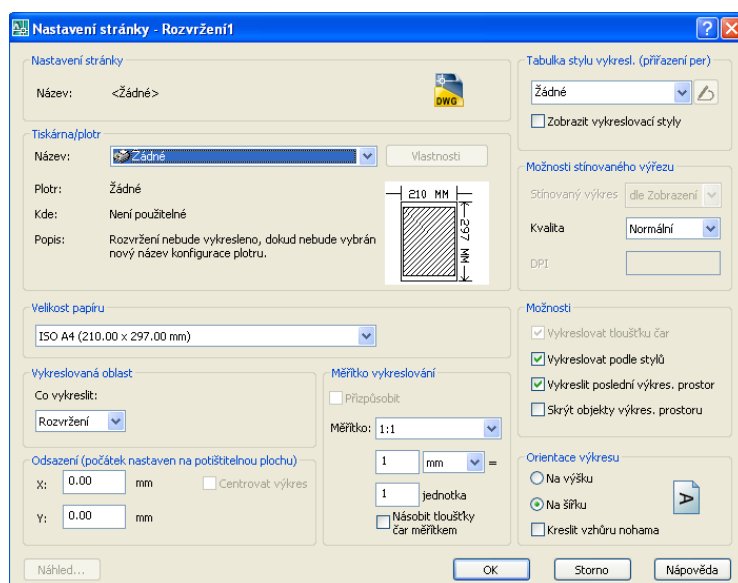 Nastavení stránky - Rozvržení1
Nastavení stránky
Název: <Žádné>
DWG
Tiskárna/plotr
Název: Žádné Vlastnosti
Plotr: Žádné
Kde: Není použitelné
Popis: Rozvržení nebude vykresleno, dokud nebude vybrán
nový název konfigurace plotru.
210 MM
297 MM
Velikost papíru
ISO A4 (210.00 x 297.00 mm)
Vykreslovaná oblast
Co vykreslit:
Rozvržení
Odsazení (počátek nastaven na potištitelnou plochu)
X: 0.00 mm Centrovat výkres
Y: 0.00 mm
Měřítko vykreslování
Přizpůsobit
Měřítko: 1:1
1 mm =
1 jednotka
Násobit tloušťky
čar měřítkem
Tabulka stylu vykresl. (přiřazení per)
Žádné
Zobrazit vykreslovací styly
Možnosti stínovaného výřezu
Stínovaný výkres dle Zobrazení
Kvalita Normální
DPI
Možnosti
Vykreslovat tloušťku čar
Vykreslovat podle stylů
Vykreslit poslední výkres. prostor
Skrýt objekty výkres. prostoru
Orientace výkresu
Na výšku
Na šířku
A
Kreslit vzhůru nohama
Náhled... OK Storno Nápověda